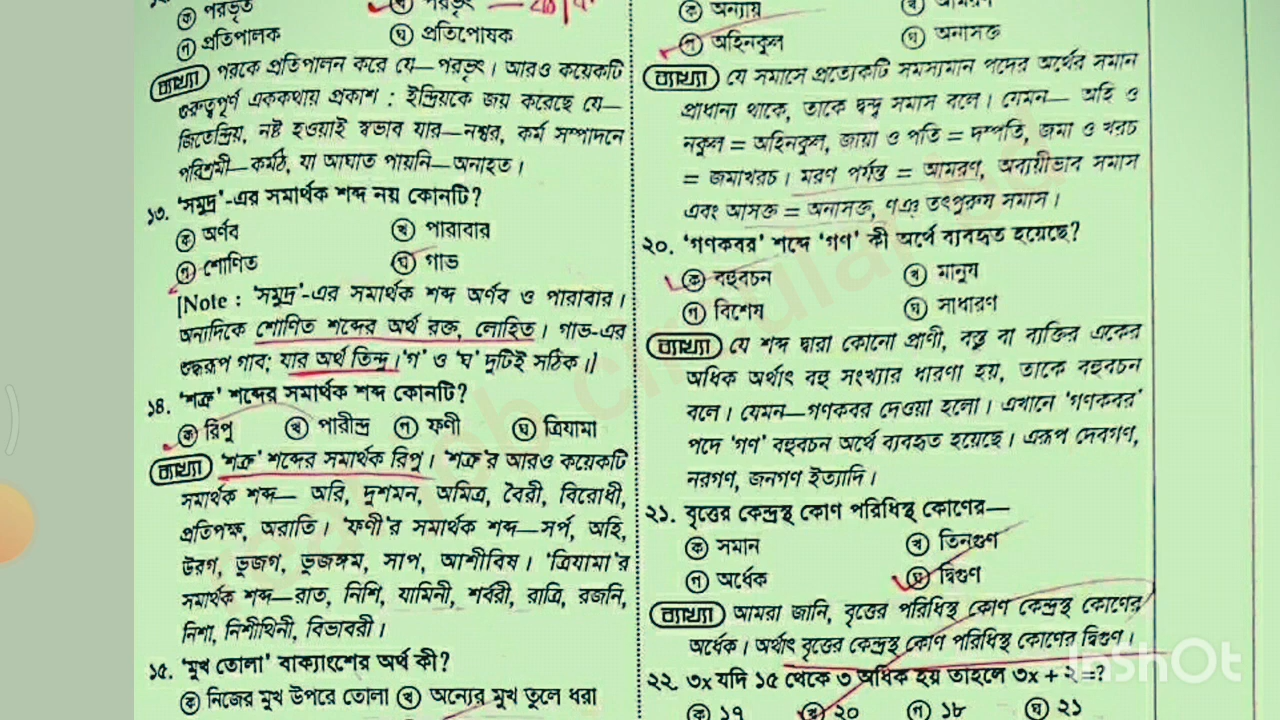 ক পরভৃত
খ পরভৃৎ
গ প্রতিপালক ঘ প্রতিপোষক
ব্যাখ্যা পরকে প্রতিপালন করে যে— পরভৃৎ। আরও কয়েকটি
গুরুত্বপূর্ণ এককথায় প্রকাশ : ইন্দ্রিয়কে জয় করেছে যে—
জিতেন্দ্রিয়, নষ্ট হওয়াই স্বভাব যার—নশ্বর, কর্ম সম্পাদনে
পরিশ্রমী—কর্মঠ, যা আঘাত পায়নি—অনাহত।
১৩. ‘সমুদ্র’-এর সমার্থক শব্দ নয় কোনটি?
ক অর্ণব খ পারাবার
গ শোণিত ঘ গাভ
[Note : ‘সমুদ্র’-এর সমার্থক শব্দ অর্ণব ও পারাবার।
অন্যদিকে শোণিত শব্দের অর্থ রক্ত, লোহিত। গাভ-এর
শুদ্ধরূপ গাব; যার অর্থ তিন্দু। ‘গ’ ও ‘ঘ’ দুটিই সঠিক।]
১৪. ‘শত্রু’ শব্দের সমার্থক শব্দ কোনটি?
ক রিপু খ পারীন্দ্র গ ফণী ঘ ত্রিযামা
ব্যাখ্যা ‘শত্রু’ শব্দের সমার্থক রিপু। ‘শত্রু’র আরও কয়েকটি
সমার্থক শব্দ— অরি, দুশমন, অমিত্র, বৈরী, বিরোধী,
প্রতিপক্ষ, অরাতি। ‘ফণী’র সমার্থক শব্দ—সর্প, অহি,
উরগ, ভুজগ, ভুজঙ্গম, সাপ, আশীবিষ। ‘ত্রিযামা’র
সমার্থক শব্দ—রাত, নিশি, যামিনী, শর্বরী, রাত্রি, রজনি,
নিশা, নিশীথিনী, বিভাবরী।
১৫. ‘মুখ তোলা’ বাক্যাংশের অর্থ কী?
ক নিজের মুখ উপরে তোলা খ অন্যের মুখ তুলে ধরা
ক অন্যায় খ আমরণ
গ অহিনকুল ঘ অনাসক্ত
ব্যাখ্যা যে সমাসে প্রত্যেকটি সমস্যমান পদের অর্থের সমান
প্রাধান্য থাকে, তাকে দ্বন্দ্ব সমাস বলে। যেমন— অহি ও
নকুল = অহিনকুল, জায়া ও পতি = দম্পতি, জমা ও খরচ
= জমাখরচ। মরণ পর্যন্ত = আমরণ, অব্যয়ীভাব সমাস
এবং আসক্ত = অনাসক্ত, নঞ্ তৎপুরুষ সমাস।
২০. ‘গণকবর’ শব্দে ‘গণ’ কী অর্থে ব্যবহৃত হয়েছে?
ক বহুবচন খ মানুষ
গ বিশেষ ঘ সাধারণ
ব্যাখ্যা যে শব্দ দ্বারা কোনো প্রাণী, বস্তু বা ব্যক্তির একের
অধিক অর্থাৎ বহু সংখ্যার ধারণা হয়, তাকে বহুবচন
বলে। যেমন—গণকবর দেওয়া হলো। এখানে ‘গণকবর’
পদে ‘গণ’ বহুবচন অর্থে ব্যবহৃত হয়েছে। এরূপ দেবগণ,
নরগণ, জনগণ ইত্যাদি।
২১. বৃত্তের কেন্দ্রস্থ কোণ পরিধিস্থ কোণের—
ক সমান খ তিনগুণ
গ অর্ধেক ঘ দ্বিগুণ
ব্যাখ্যা আমরা জানি, বৃত্তের পরিধিস্থ কোণ কেন্দ্রস্থ কোণের
অর্ধেক। অর্থাৎ বৃত্তের কেন্দ্রস্থ কোণ পরিধিস্থ কোণের দ্বিগুণ।
২২. ৩x যদি ১৫ থেকে ৩ অধিক হয় তাহলে ৩x + ২ =?
ক ১৭ খ ২০ গ ১৮ ঘ ২১
InShOt